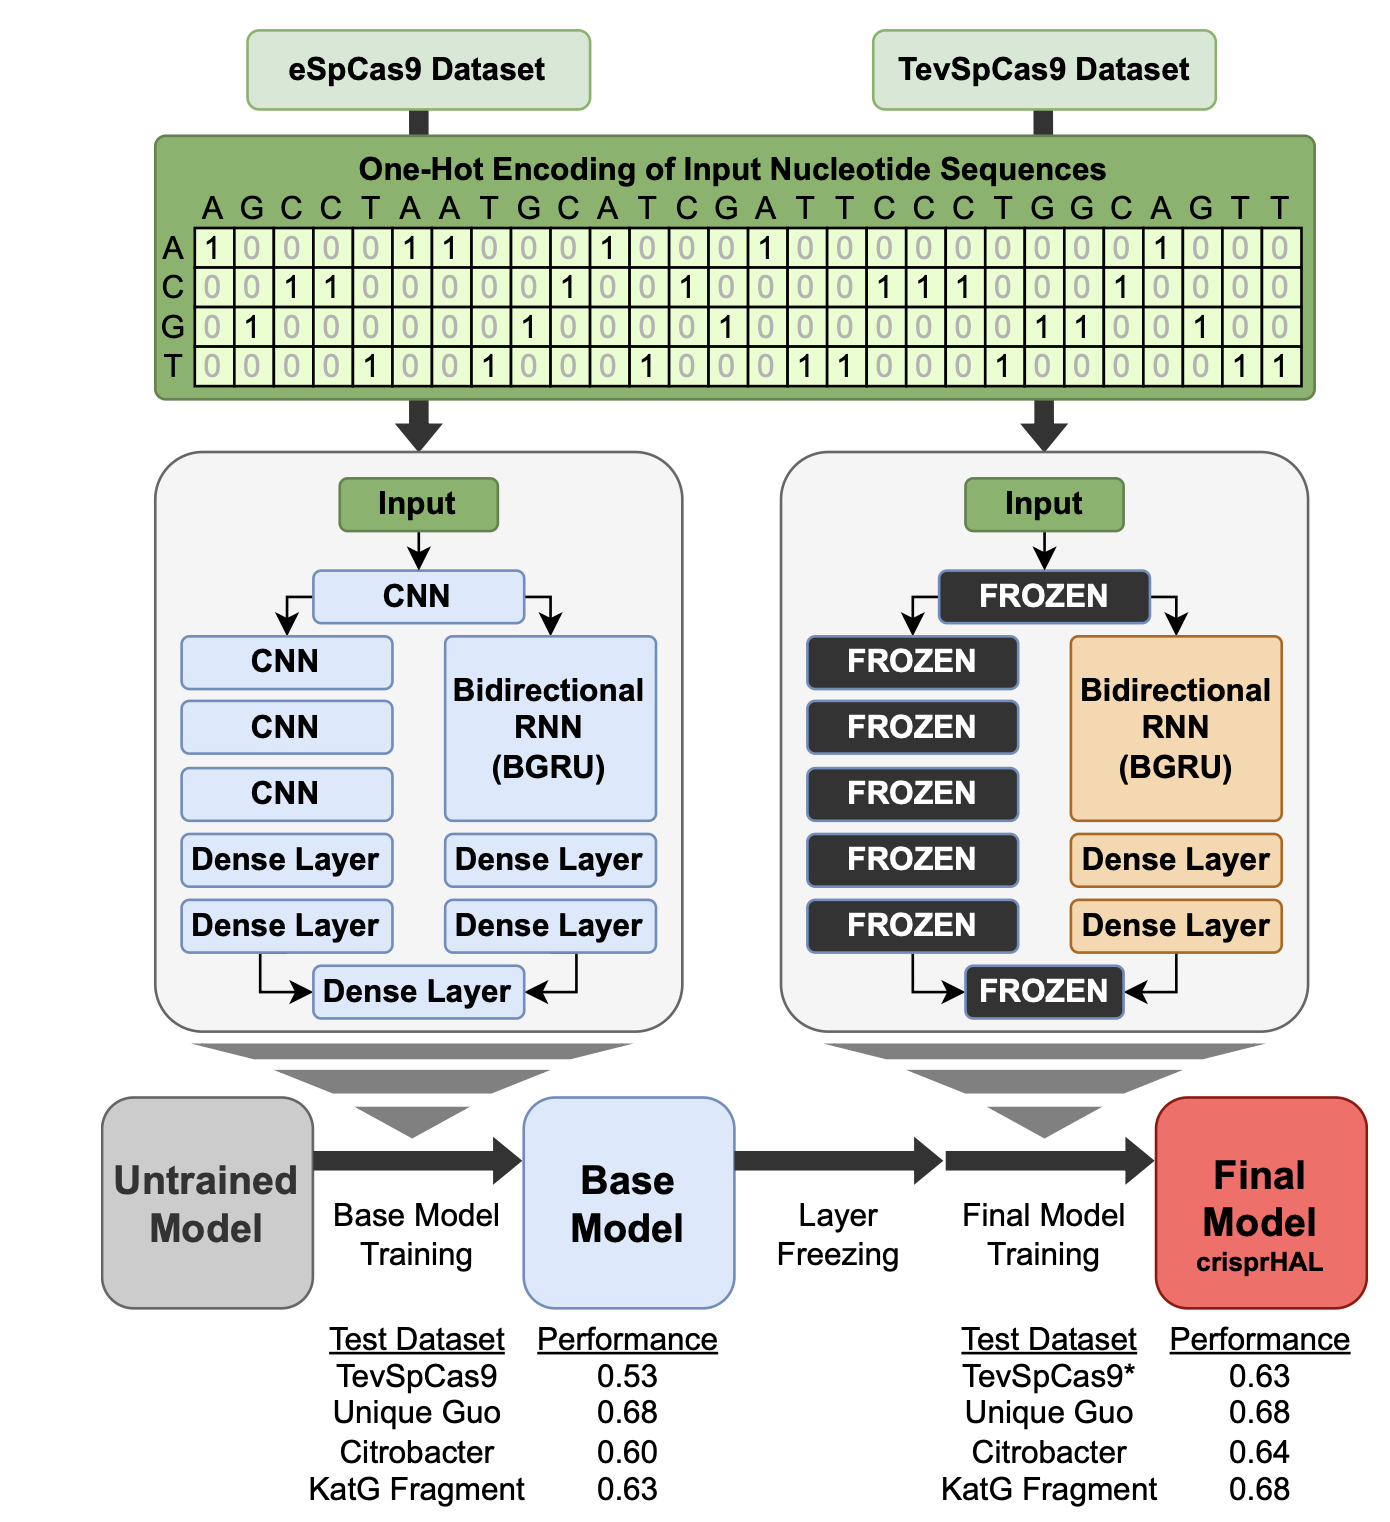 eSpCas9 Dataset
TevSpCas9 Dataset
One-Hot Encoding of Input Nucleotide Sequences
A G C C T A A T G C A T C G A T T C C C T G G C A G T T
A 1 0 0 0 0 1 1 0 0 0 1 0 0 0 1 0 0 0 0 0 0 0 0 0 1 0 0 0
C 0 0 1 1 0 0 0 0 0 1 0 0 1 0 0 0 0 1 1 1 0 0 0 1 0 0 0 0
G 0 1 0 0 0 0 0 0 1 0 0 0 0 1 0 0 0 0 0 0 0 1 1 0 0 1 0 0
T 0 0 0 0 1 0 0 1 0 0 0 1 0 0 0 1 1 0 0 0 1 0 0 0 0 0 1 1
Input
CNN
CNN
CNN
CNN
Dense Layer
Dense Layer
Bidirectional
RNN
(BGRU)
Dense Layer
Dense Layer
Dense Layer
Input
FROZEN
FROZEN
FROZEN
FROZEN
FROZEN
FROZEN
Bidirectional
RNN
(BGRU)
Dense Layer
Dense Layer
FROZEN
Untrained
Model
Base Model
Training
Base
Model
Layer
Freezing
Final Model
Training
Final
Model
crisprHAL
Test Dataset Performance
TevSpCas9 0.53
Unique Guo 0.68
Citrobacter 0.60
KatG Fragment 0.63
Test Dataset Performance
TevSpCas9* 0.63
Unique Guo 0.68
Citrobacter 0.64
KatG Fragment 0.68